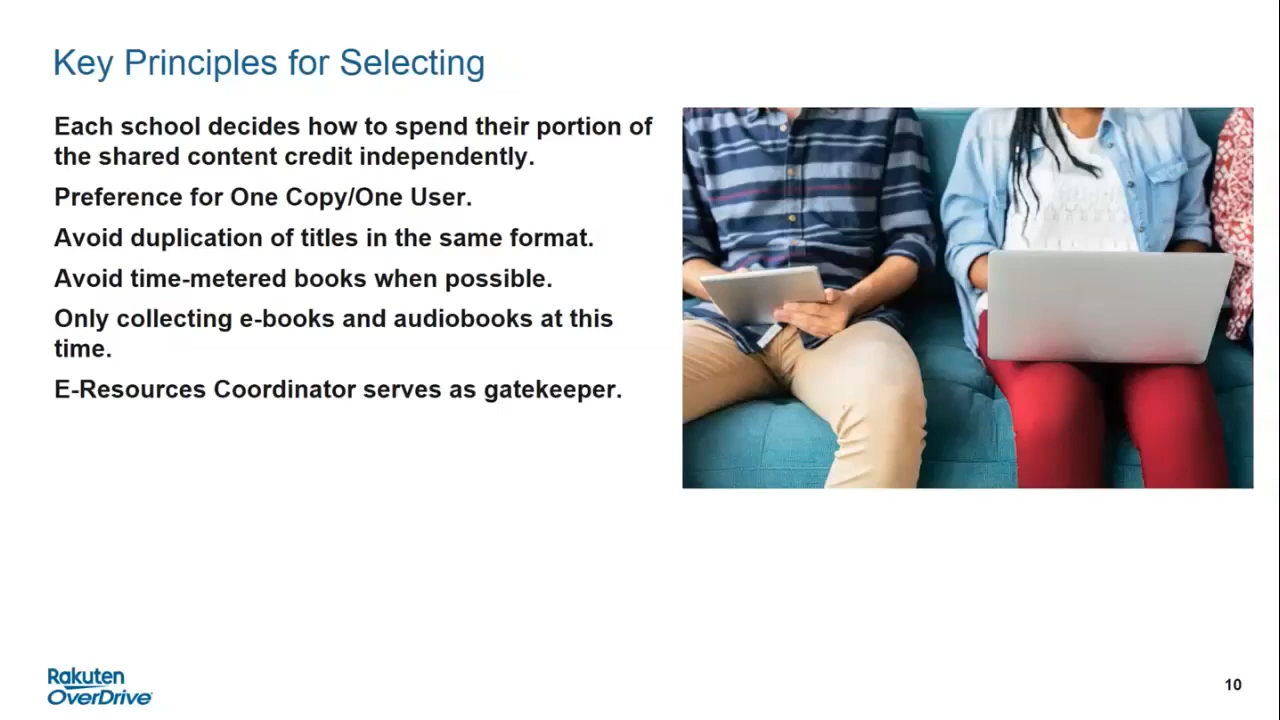 Key Principles for Selecting
Each school decides how to spend their portion of
the shared content credit independently.
Preference for One Copy/One User.
Avoid duplication of titles in the same format.
Avoid time-metered books when possible.
Only collecting e-books and audiobooks at this
time.
E-Resources Coordinator serves as gatekeeper.
Rakuten
OverDrive
10